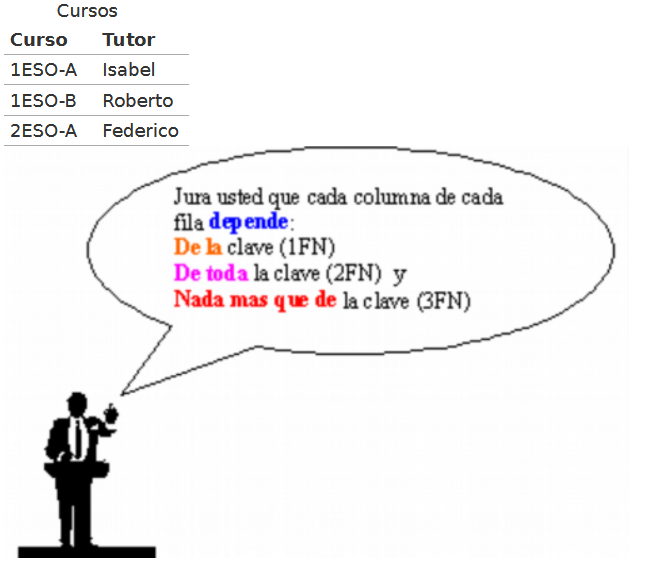 Cursos
Curso Tutor
1ESO-A Isabel
1ESO-B Roberto
2ESO-A Federico
Jura usted que cada columna de cada
fila depende:
De la clave (1FN)
De toda la clave (2FN) y
Nada mas que de la clave (3FN)